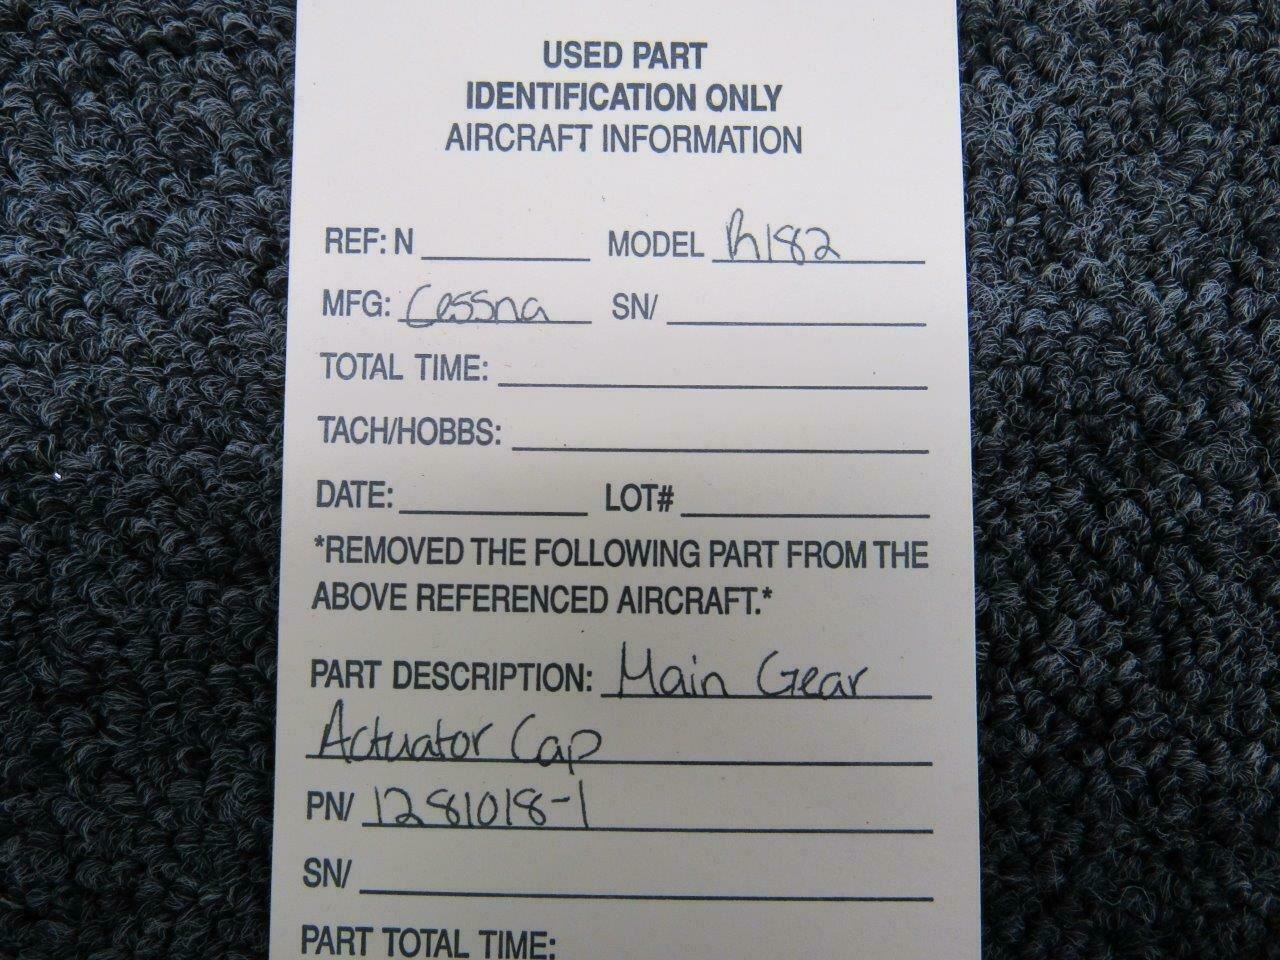 USED PART
IDENTIFICATION ONLY
AIRCRAFT INFORMATION
REF: N MODEL R182
MFG: Cessna SN/
TOTAL TIME:
TACH/HOBBS:
DATE: LOT#
*REMOVED THE FOLLOWING PART FROM THE
ABOVE REFERENCED AIRCRAFT.*
PART DESCRIPTION: Main Gear
Actuator Cap
PN/ 1281018-1
SN/
PART TOTAL TIME: